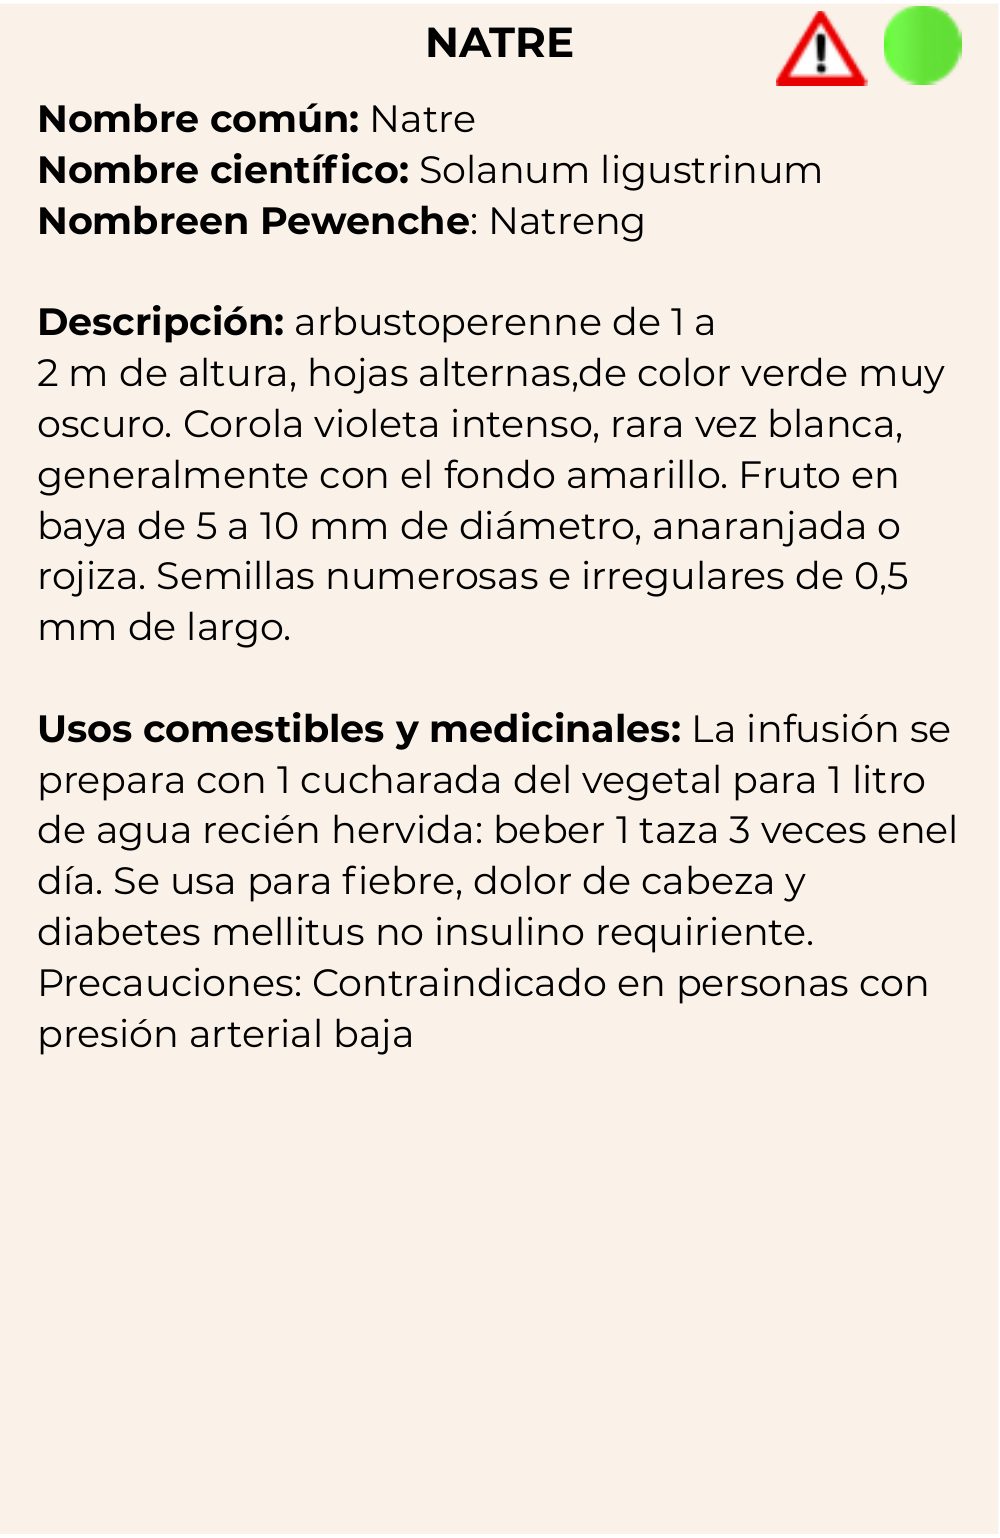 NATRE
Nombre común: Natre
Nombre científico: Solanum ligustrinum
Nombreen Pewenche: Natreng
Descripción: arbustoperenne de 1 a
2 m de altura, hojas alternas,de color verde muy
oscuro. Corola violeta intenso, rara vez blanca,
generalmente con el fondo amarillo. Fruto en
baya de 5 a 10 mm de diámetro, anaranjada o
rojiza. Semillas numerosas e irregulares de 0,5
mm de largo.
Usos comestibles y medicinales: La infusión se
prepara con 1 cucharada del vegetal para 1 litro
de agua recién hervida: beber 1 taza 3 veces enel
día. Se usa para fiebre, dolor de cabeza y
diabetes mellitus no insulino requiriente.
Precauciones: Contraindicado en personas con
presión arterial baja